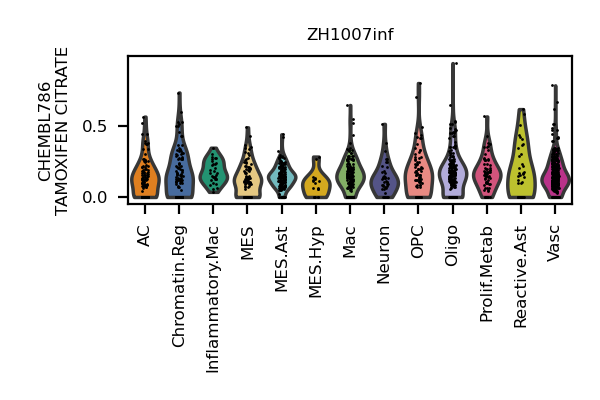 ZH1007inf
CHEMBL786
TAMOXIFEN CITRATE
0.5
0.0
AC
Chromatin.Reg
Inflammatory.Mac
MES
MES.Ast
MES.Hyp
Mac
Neuron
OPC
Oligo
Prolif.Metab
Reactive.Ast
Vasc